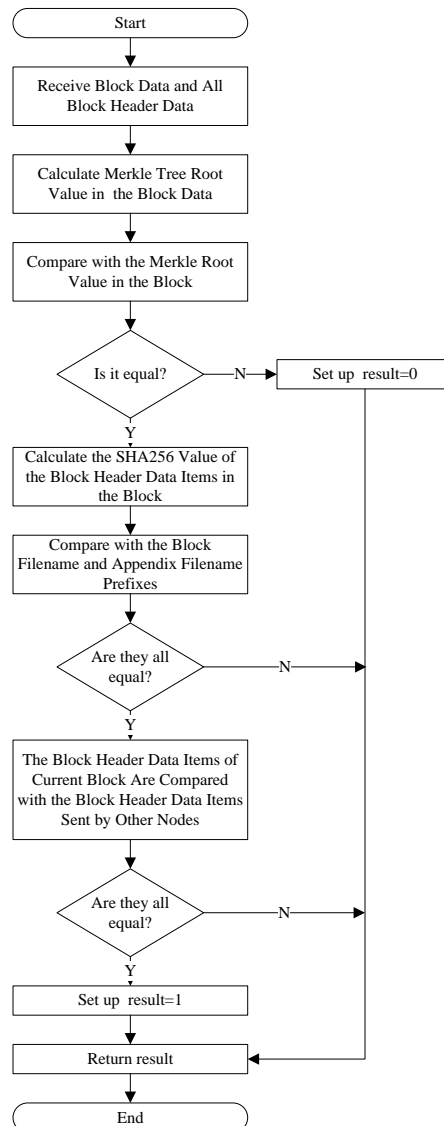 Start
Receive Block Data and All
Block Header Data
Calculate Merkle Tree Root
Value in the Block Data
Compare with the Merkle Root
Value in the Block
Is it equal?
N
Set up result=0
Y
Calculate the SHA256 Value of
the Block Header Data Items in
the Block
Compare with the Block
Filename and Appendix Filename
Prefixes
Are they all
equal?
N
Y
The Block Header Data Items of
Current Block Are Compared
with the Block Header Data Items
Sent by Other Nodes
Are they all
equal?
N
Y
Set up result=1
Return result
End